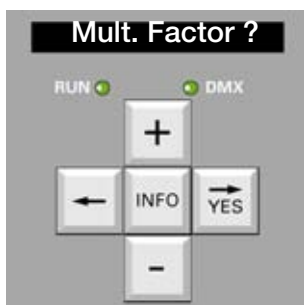 Mult. Factor ?
RUN DMX
+
INFO YES
-